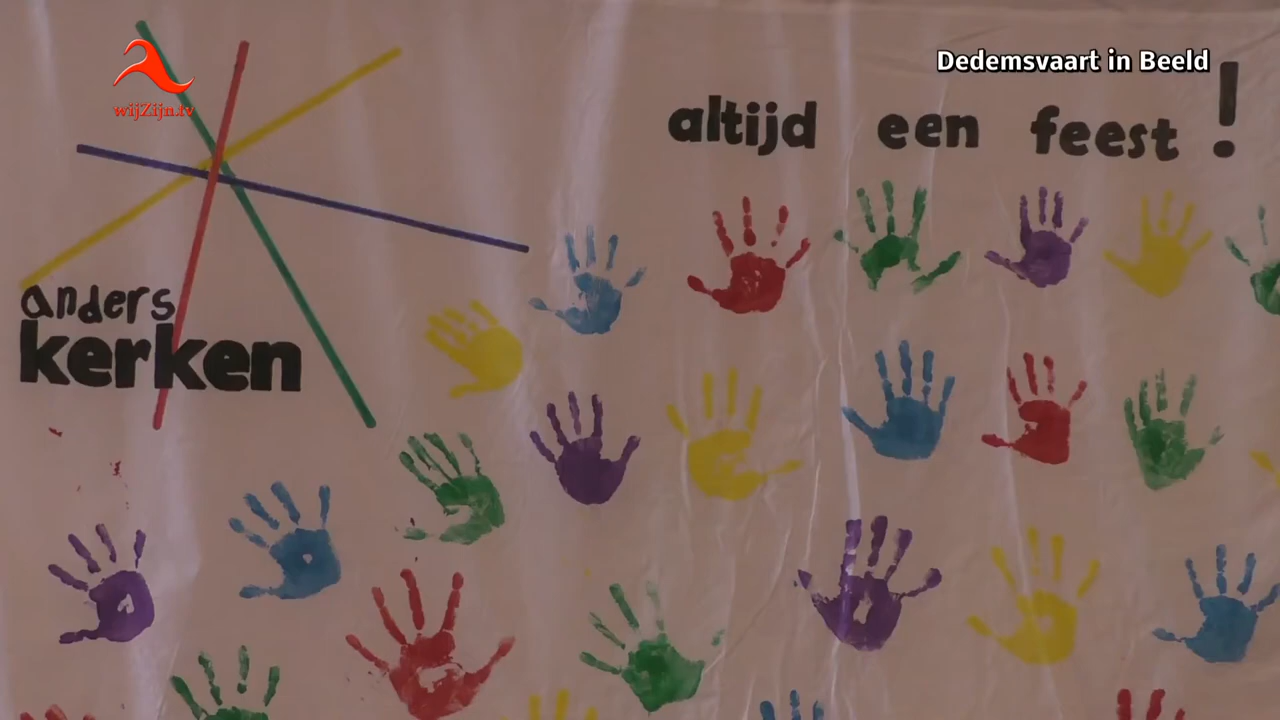 wijZijn.tv
Dedemsvaart in Beeld
altijd een feest!
anders
kerken